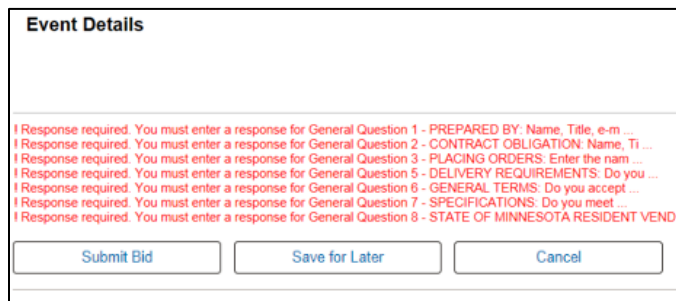 Event Details
! Response required. You must enter a response for General Question 1 - PREPARED BY: Name, Title, e-m ...
! Response required. You must enter a response for General Question 2 - CONTRACT OBLIGATION: Name, Ti ...
! Response required. You must enter a response for General Question 3 - PLACING ORDERS: Enter the nam ...
! Response required. You must enter a response for General Question 5 - DELIVERY REQUIREMENTS: Do you ...
! Response required. You must enter a response for General Question 6 - GENERAL TERMS: Do you accept ...
! Response required. You must enter a response for General Question 7 - SPECIFICATIONS: Do you meet ...
! Response required. You must enter a response for General Question 8 - STATE OF MINNESOTA RESIDENT VEND
Submit Bid Save for Later Cancel